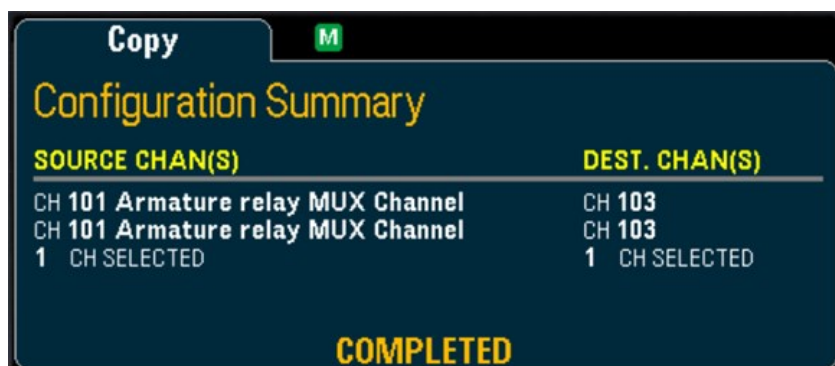 Copy
M
Configuration Summary
SOURCE CHAN(S) DEST. CHAN(S)
CH 101 Armature relay MUX Channel CH 103
CH 101 Armature relay MUX Channel CH 103
1 CH SELECTED 1 CH SELECTED
COMPLETED